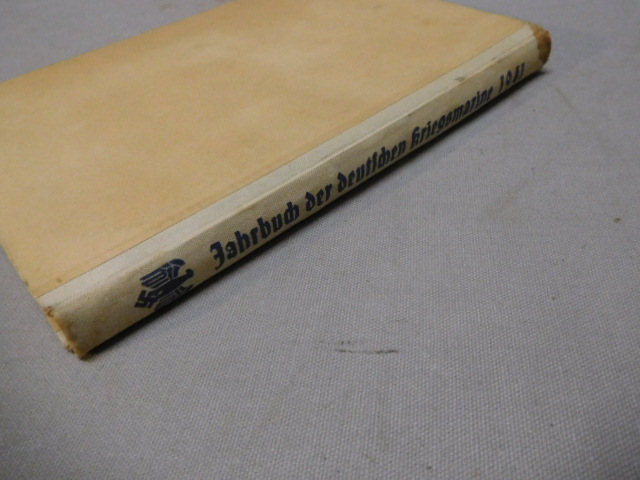 Jahrbuch der deutschen Kriegsmarine 1941